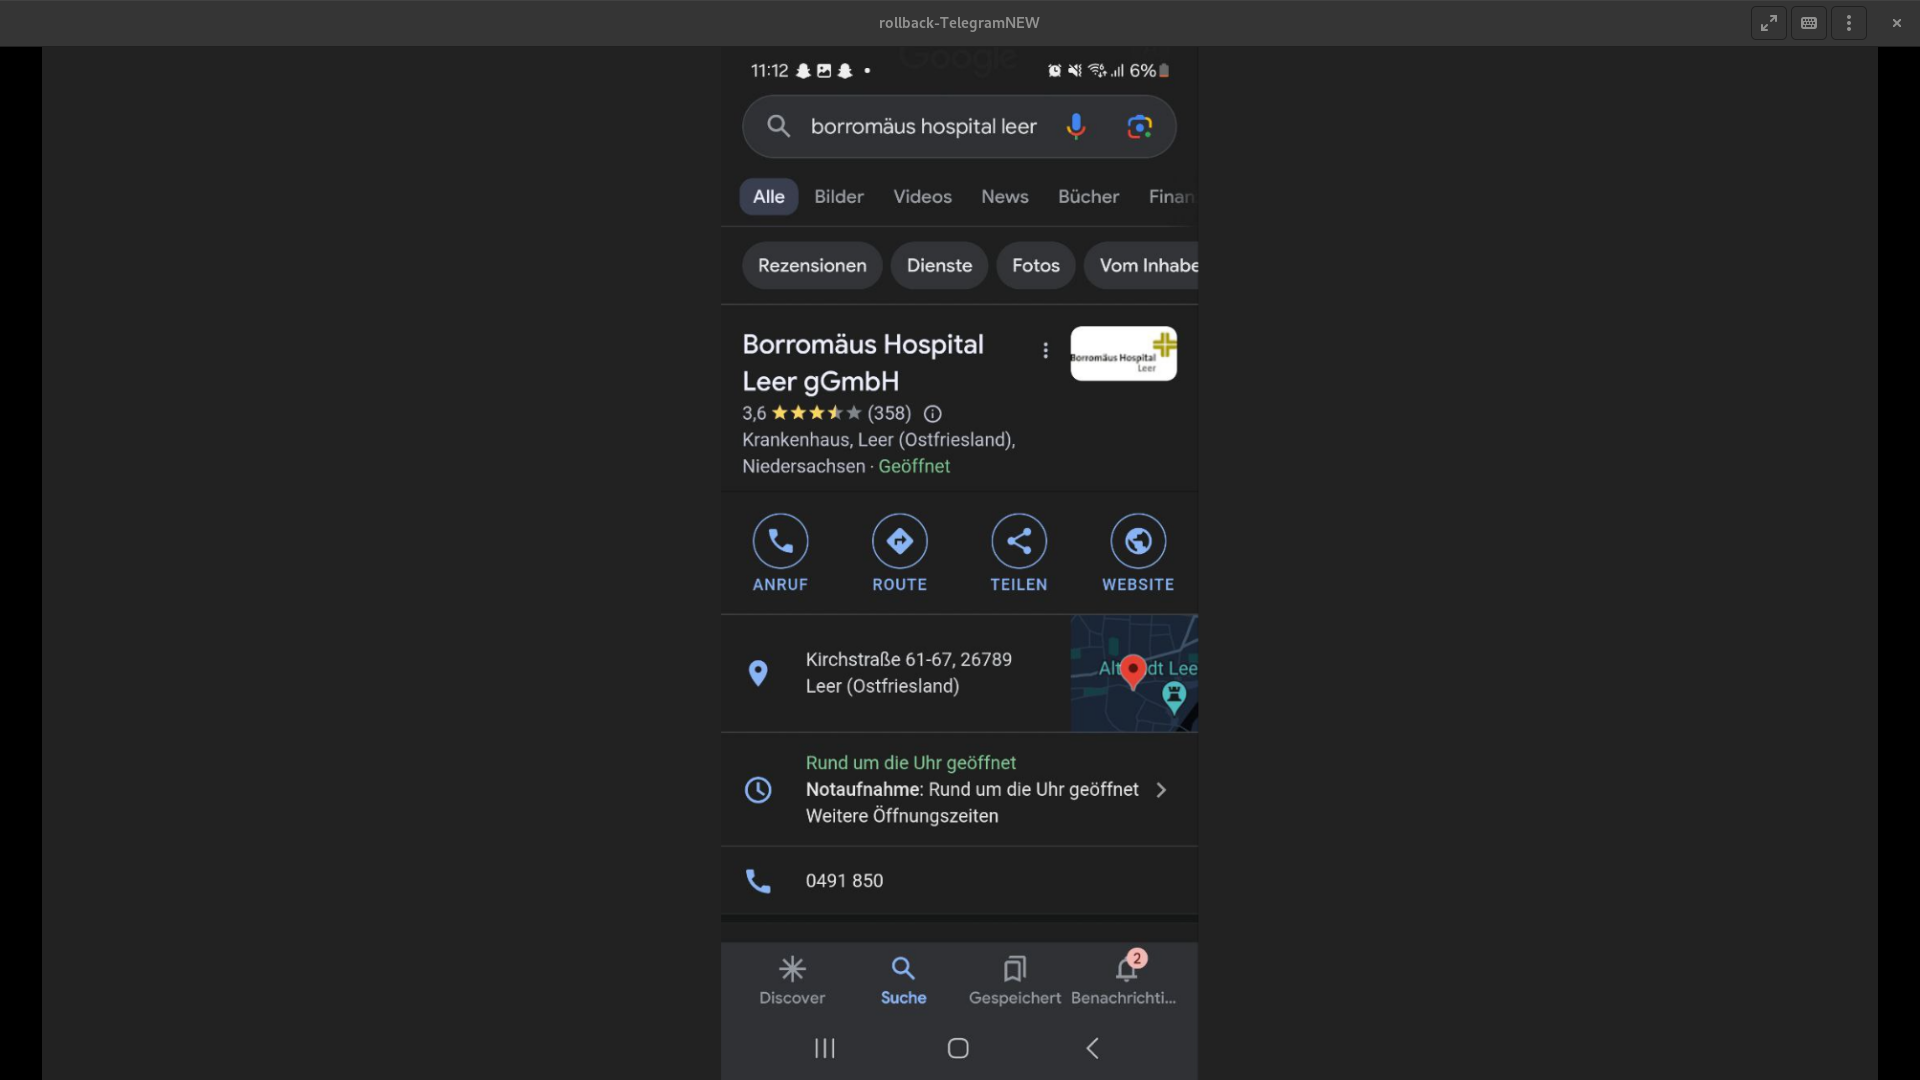 rollback-TelegramNEW
Google
11:12
6%
borromäus hospital leer
Alle Bilder Videos News Bücher Finan
Rezensionen Dienste Fotos Vom Inhabe
Borromäus Hospital
Leer gGmbH
Borromäus Hospital
Leer
3,6 (358)
Krankenhaus, Leer (Ostfriesland),
Niedersachsen · Geöffnet
ANRUF ROUTE TEILEN WEBSITE
Kirchstraße 61-67, 26789
Leer (Ostfriesland)
Alt dt Lee
Rund um die Uhr geöffnet
Notaufnahme: Rund um die Uhr geöffnet
Weitere Öffnungszeiten
0491 850
2
Discover Suche Gespeichert Benachrichti...